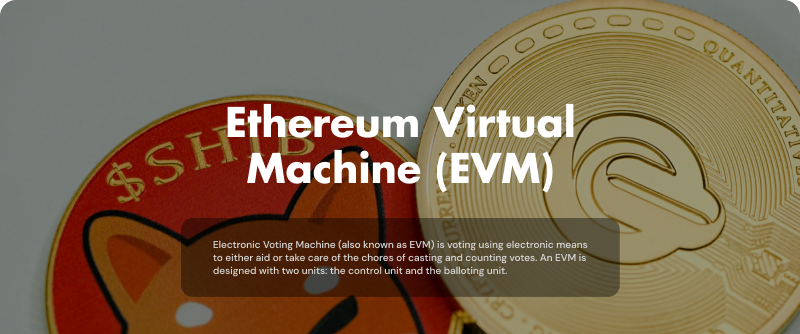 $SHIB
TOKEN
QUANTITATIVE
Ethereum Virtual
Machine (EVM)
Electronic Voting Machine (also known as EVM) is voting using electronic means
to either aid or take care of the chores of casting and counting votes. An EVM is
designed with two units: the control unit and the balloting unit.